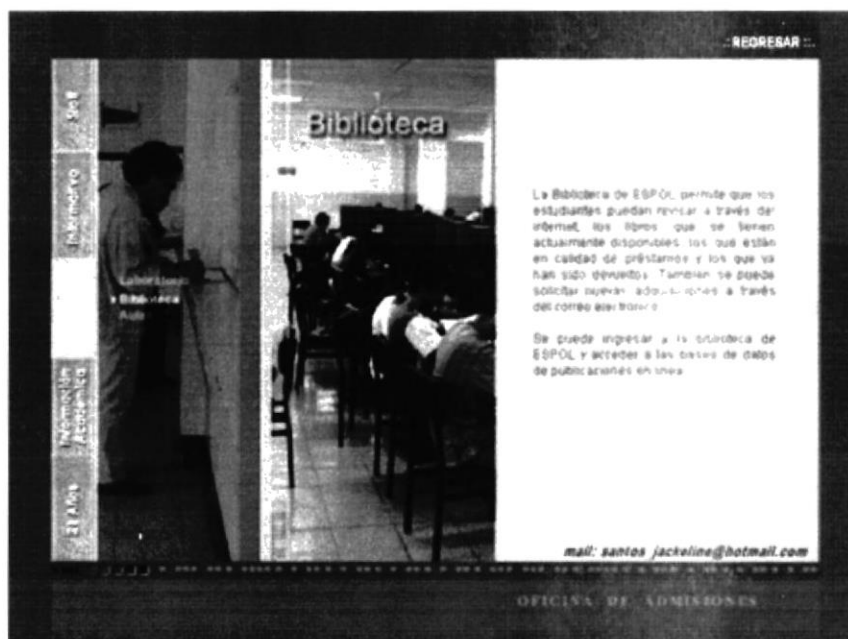 .: REGRESAR :.
Biblioteca
Informativo
Laboratorio
Biblioteca
Aula
Información
Académica
21 Años
La Biblioteca de ESPOL permite que los
estudiantes puedan revisar a través del
internet, los libros que se tienen
actualmente disponibles, los que están
en calidad de préstamos y los que ya
han sido devueltos. También se puede
solicitar nuevas adquisiciones a través
del correo electrónico.
Se puede ingresar a la biblioteca de
ESPOL y acceder a las bases de datos
de publicaciones en línea
mail: santos_jackeline@hotmail.com
OFICINA DE ADMISIONES